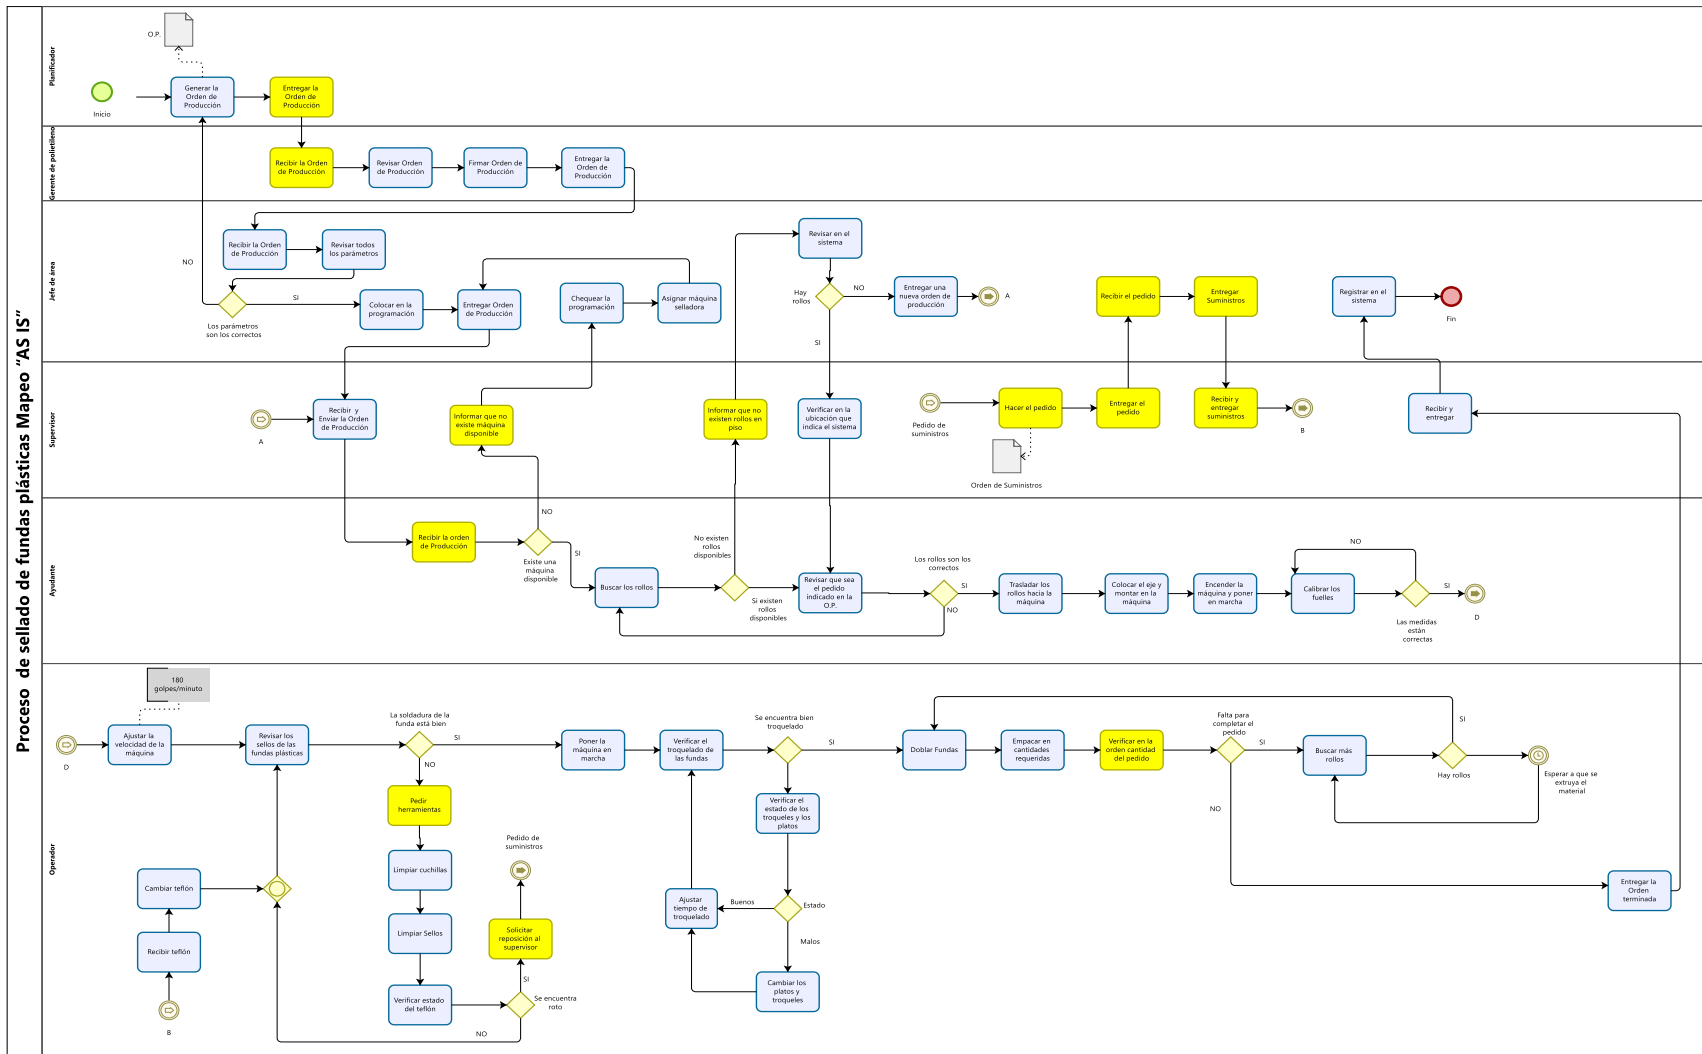 Proceso  de sellado de fundas plásticas Mapeo “AS IS”
Planificador
O.P.
Inicio
Generar la
Orden de
Producción
Entregar la
Orden de
Producción
Gerente de polietileno
Recibir la Orden
de Producción
Revisar Orden
de Producción
Firmar Orden de
Producción
Entregar la
Orden de
Producción
Jefe de área
Recibir la Orden
de Producción
Revisar todos
los parámetros
NO
SI
Los parámetros
son los correctos
Colocar en la
programación
Entregar Orden
de Producción
Chequear la
programación
Asignar máquina
selladora
Revisar en el
sistema
Hay
rollos
NO
SI
Entregar una
nueva orden de
producción
A
Recibir el pedido
Entregar
Suministros
Registrar en el
sistema
Fin
Supervisor
A
Recibir  y
Enviar la Orden
de Producción
Informar que no
existe máquina
disponible
Informar que no
existen rollos en
piso
Verificar en la
ubicación que
indica el sistema
Pedido de
suministros
Hacer el pedido
Orden de Suministros
Entregar el
pedido
Recibir y
entregar
suministros
B
Recibir y
entregar
Ayudante
Recibir la orden
de Producción
NO
SI
Existe una
máquina
disponible
Buscar los rollos
No existen
rollos
disponibles
Si existen
rollos
disponibles
Revisar que sea
el pedido
indicado en la
O.P.
Los rollos son los
correctos
SI
NO
Trasladar los
rollos hacia la
máquina
Colocar el eje y
montar en la
máquina
Encender la
máquina y poner
en marcha
Calibrar los
fuelles
NO
SI
Las medidas
están
correctas
D
Operador
180
golpes/minuto
D
Ajustar la
velocidad de la
máquina
Revisar los
sellos de las
fundas plásticas
La soldadura de la
funda está bien
SI
NO
Pedir
herramientas
Limpiar cuchillas
Limpiar Sellos
Verificar estado
del teflón
Se encuentra
roto
SI
NO
Solicitar
reposición al
supervisor
Pedido de
suministros
Cambiar teflón
Recibir teflón
B
Poner la
máquina en
marcha
Verificar el
troquelado de
las fundas
Se encuentra bien
troquelado
SI
Verificar el
estado de los
troqueles y los
platos
Estado
Buenos
Malos
Ajustar
tiempo de
troquelado
Cambiar los
platos y
troqueles
Doblar Fundas
Empacar en
cantidades
requeridas
Verificar en la
orden cantidad
del pedido
Falta para
completar el
pedido
SI
NO
Buscar más
rollos
SI
Hay rollos
Esperar a que se
extruya el
material
Entregar la
Orden
terminada